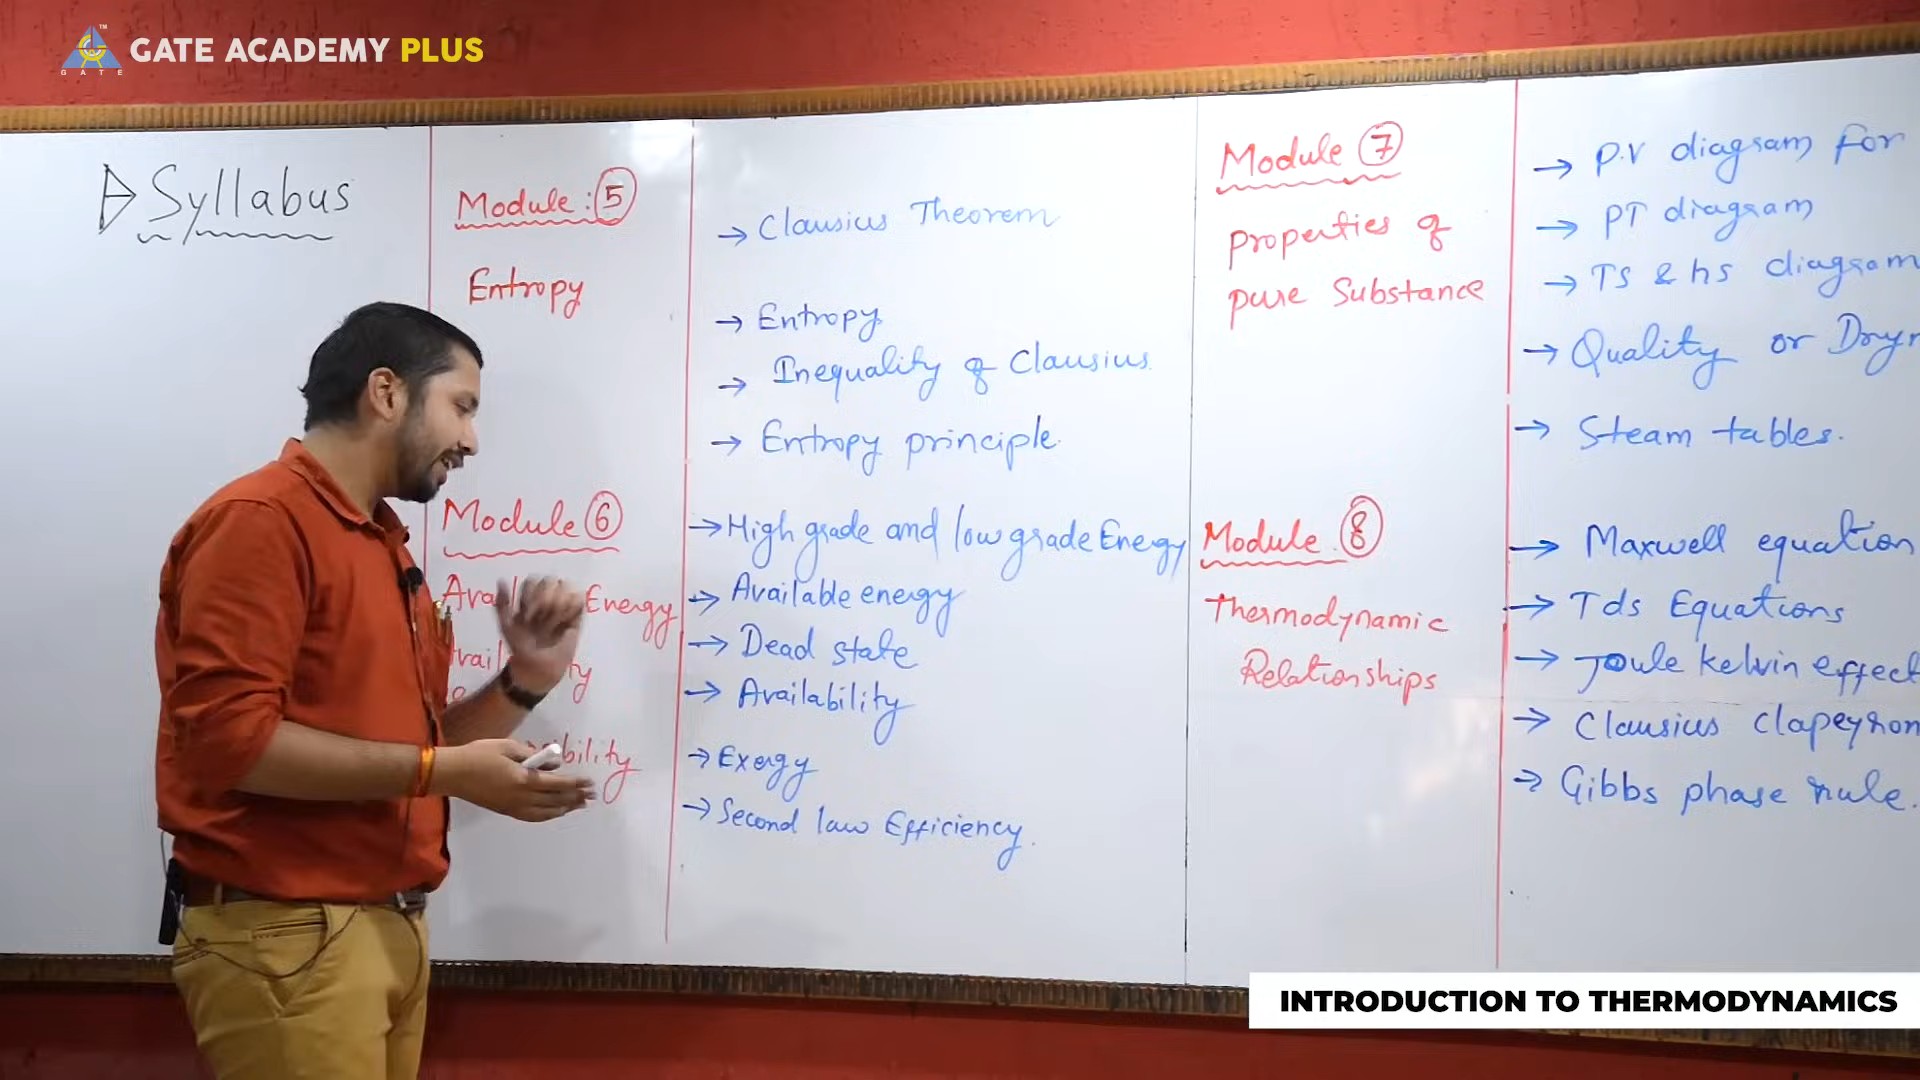 GATE ACADEMY PLUS
GATE
TM
Syllabus
Module : 5
Entropy
→ Clausius Theorem
→ Entropy
→ Inequality of Clausius
→ Entropy principle
Module 6
Energy
→ High grade and low grade Energy
→ Available energy
→ Dead state
→ Availability
→ Exergy
→ Second law Efficiency.
Module 7
properties of
pure Substance
→ P.V diagram for
→ PT diagram
→ TS & hs diagram
→ Quality or
→ Steam tables.
Module. 8
Thermodynamic
Relationships
→ Maxwell equation
→ Tds Equations
→ Joule kelvin effect
→ Clausius clapeyron
→ Gibbs phase rule.
INTRODUCTION TO THERMODYNAMICS